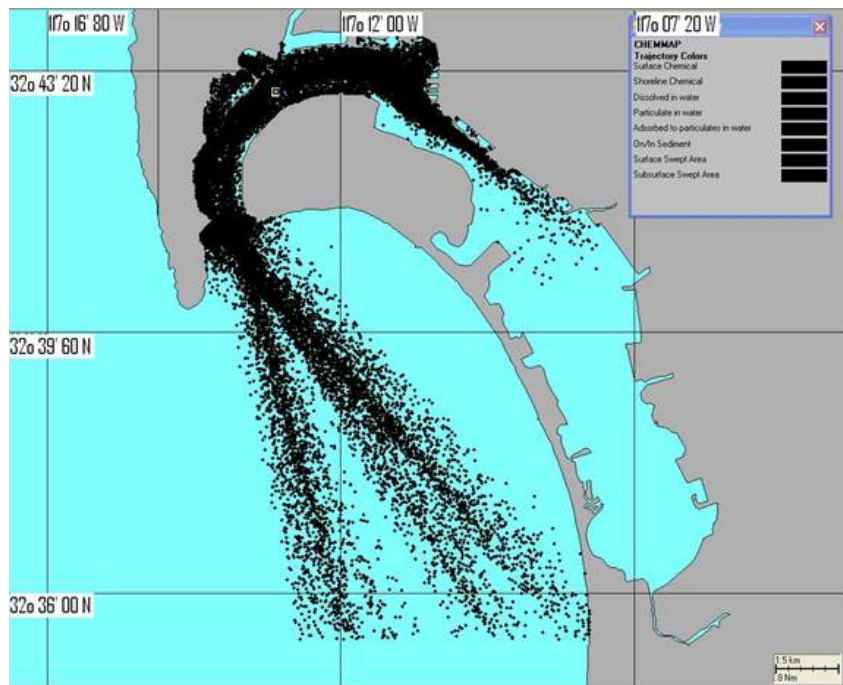 117o 16' 80 W
117o 12' 00 W
117o 07' 20 W
32o 43' 20 N
32o 39' 60 N
32o 36' 00 N
CHEMMAP
Trajectory Colors
Surface Chemical
Shoreline Chemical
Dissolved in water
Particulate in water
Adsorbed to particulates in water
On/In Sediment
Surface Swept Area
Subsurface Swept Area
1.5 km
.8 Nm